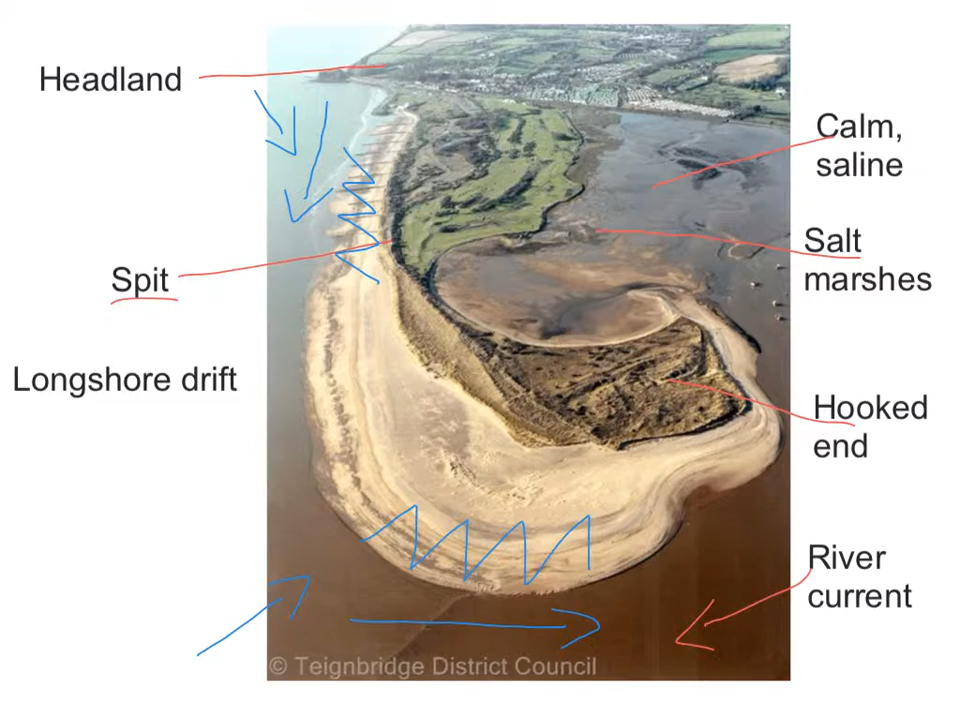 Headland
Calm,
saline
Salt
marshes
Spit
Longshore drift
Hooked
end
River
current
© Teignbridge District Council